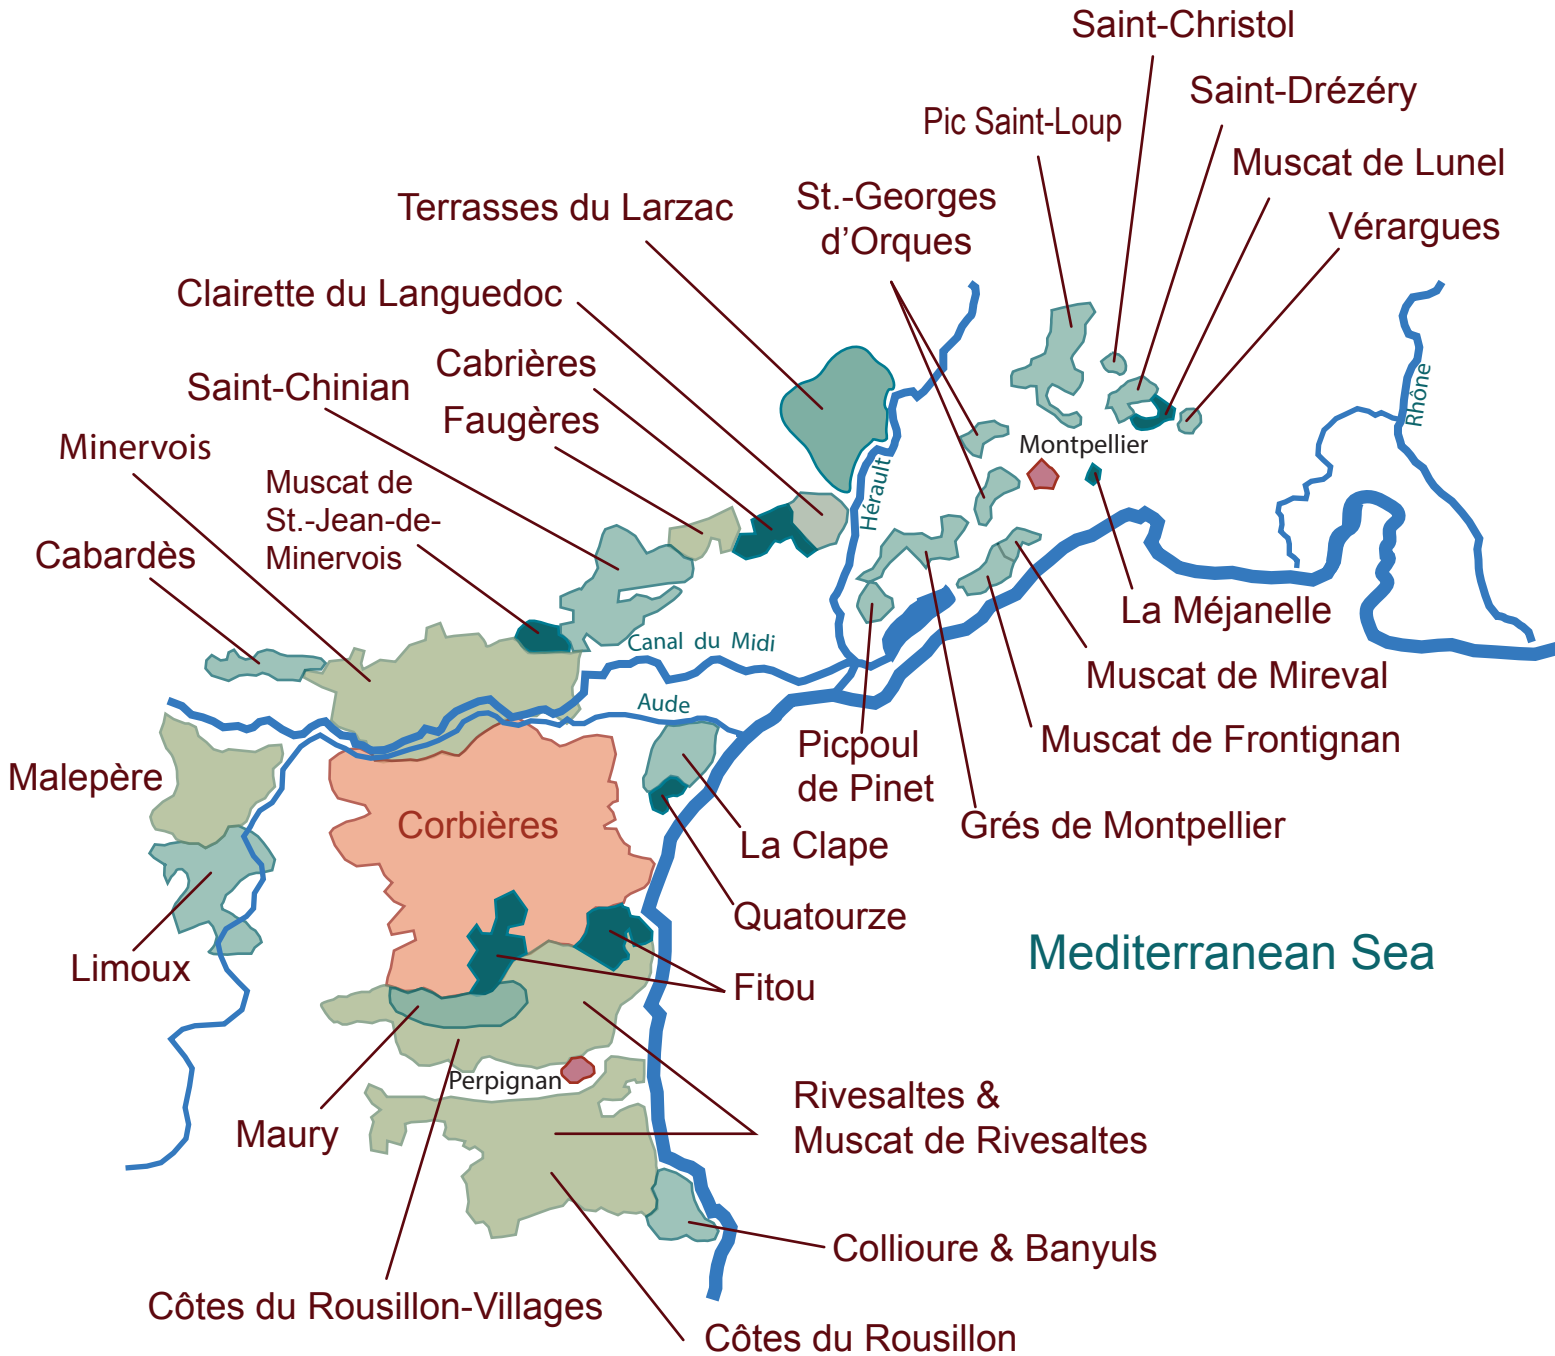 Saint-Christol
Saint-Drézéry
Pic Saint-Loup
Muscat de Lunel
St.-Georges
d’Orques
Terrasses du Larzac
Vérargues
Clairette du Languedoc
Cabrières
Saint-Chinian
Faugères
Rhône
Minervois
Montpellier
Muscat de
St.-Jean-de-
Minervois
Hérault
Cabardès
La Méjanelle
Canal du Midi
Muscat de Mireval
Aude
Muscat de Frontignan
Picpoul
de Pinet
Malepère
Corbières
Grés de Montpellier
La Clape
Quatourze
Mediterranean Sea
Limoux
Fitou
Perpignan
Rivesaltes &
Muscat de Rivesaltes
Maury
Collioure & Banyuls
Côtes du Rousillon-Villages
Côtes du Rousillon